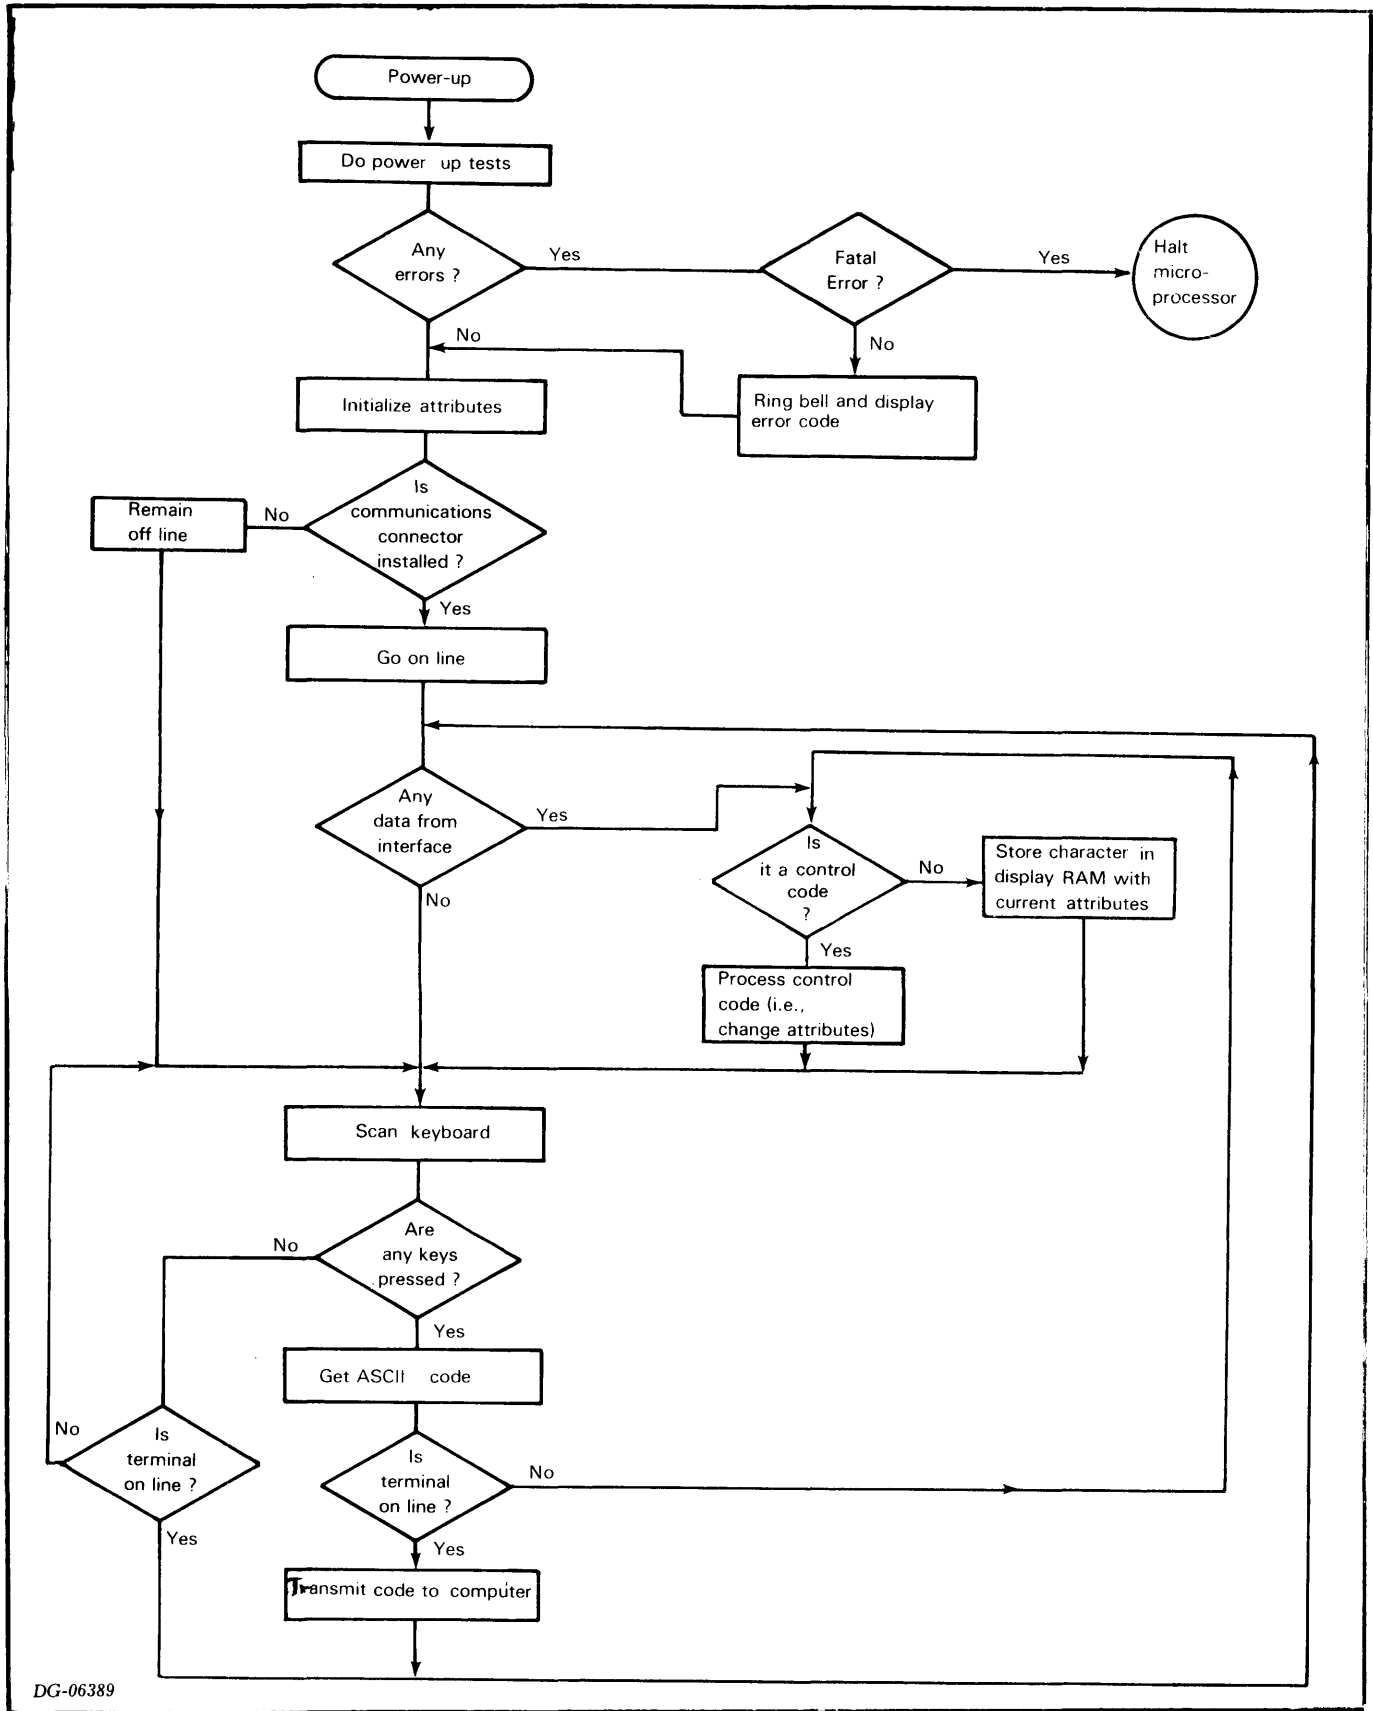 Power-up
Do power up tests
Any
errors ?
Yes
Fatal
Error ?
Yes
Halt
micro-
processor
No
No
Initialize attributes
Ring bell and display
error code
Is
communications
connector
installed ?
No
Remain
off line
Yes
Go on line
Any
data from
interface
Yes
Is
it a control
code
?
No
Store character in
display RAM with
current attributes
No
Yes
Process control
code (i.e.,
change attributes)
Scan keyboard
Are
any keys
pressed ?
No
Yes
Get ASCII code
No
Is
terminal
on line ?
Is
terminal
on line ?
No
Yes
Yes
Transmit code to computer
DG-06389